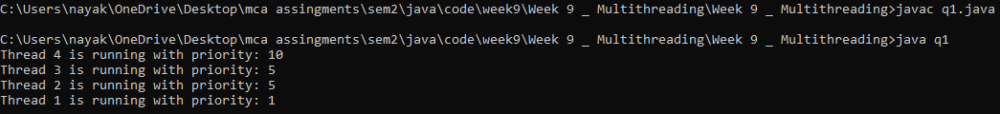 C:\Users\nayak\OneDrive\Desktop\mca assingments\sem2\java\code\week9\Week 9 _ Multithreading\Week 9 _ Multithreading>javac q1.java
C:\Users\nayak\OneDrive\Desktop\mca assingments\sem2\java\code\week9\Week 9 _ Multithreading\Week 9 _ Multithreading>java q1
Thread 4 is running with priority: 10
Thread 3 is running with priority: 5
Thread 2 is running with priority: 5
Thread 1 is running with priority: 1